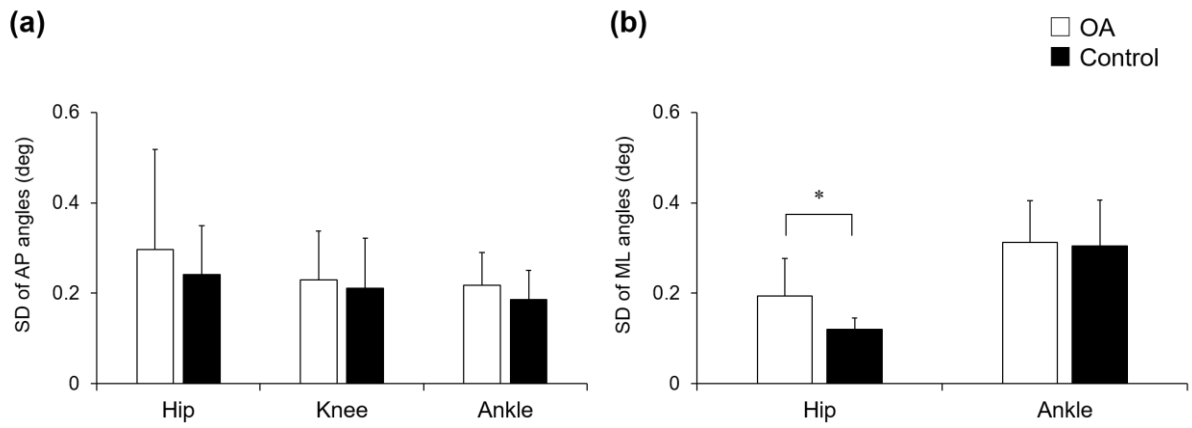 (a)
SD of AP angles (deg)
0.6
0.4
0.2
0
Hip Knee Ankle
(b)
OA
Control
SD of ML angles (deg)
0.6
0.4
0.2
0
*
Hip Ankle